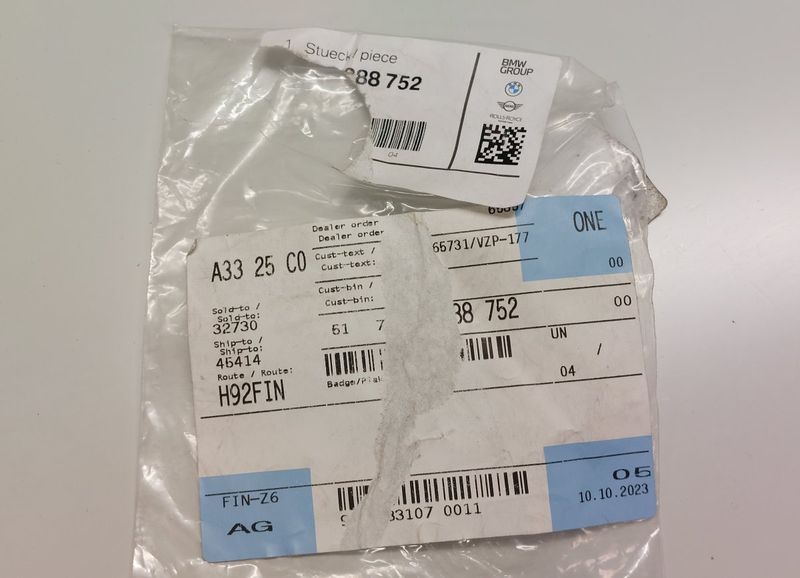 1 Stueck/piece
88 752
04
BMW
GROUP
ROLLS-ROYCE
A33 25 C0
Dealer order
Dealer order
65731/VZP-177
ONE
00
Cust-text /
Cust-text:
Cust-bin /
Cust-bin:
Sold-to /
Sold-to:
32730
51 7
88 752
00
Ship-to /
Ship-to:
45414
UN
/
04
Route / Route:
H92FIN
Badge/
FIN-Z6
AG
9 83107 0011
05
10.10.2023